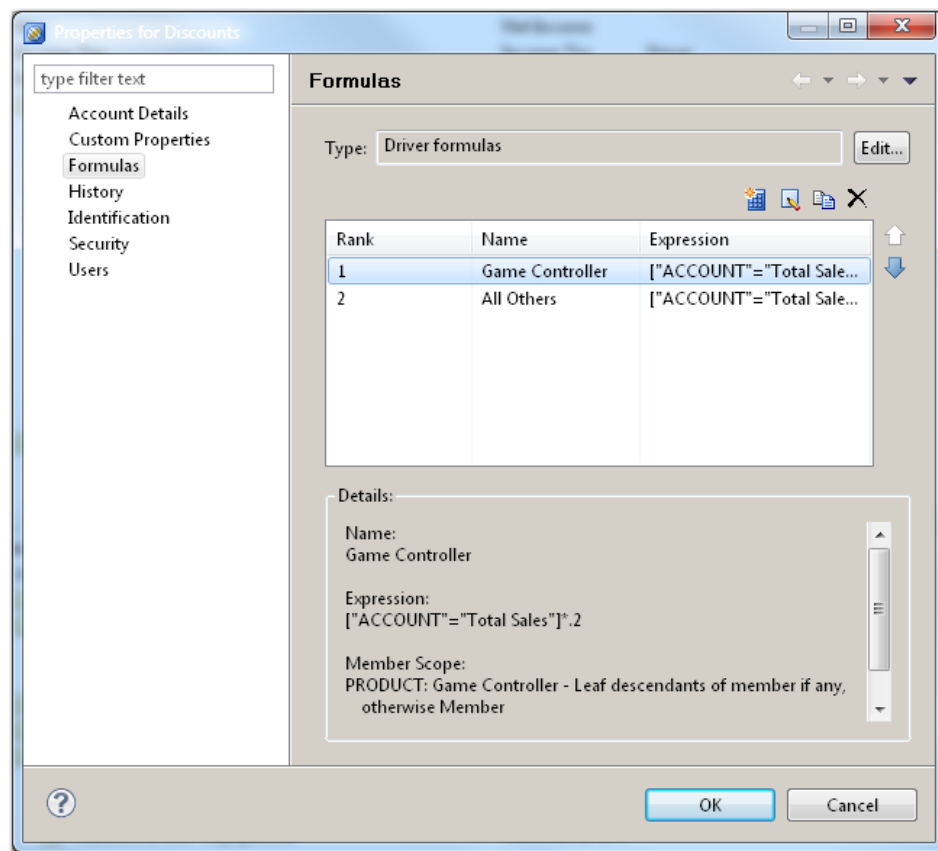 Properties for Discounts
type filter text
Account Details
Custom Properties
Formulas
History
Identification
Security
Users
Formulas
Type: Driver formulas Edit...
Rank Name Expression
1 Game Controller ["ACCOUNT"="Total Sale...
2 All Others ["ACCOUNT"="Total Sale...
Details:
Name:
Game Controller
Expression:
["ACCOUNT"="Total Sales"]*.2
Member Scope:
PRODUCT: Game Controller - Leaf descendants of member if any,
otherwise Member
OK Cancel